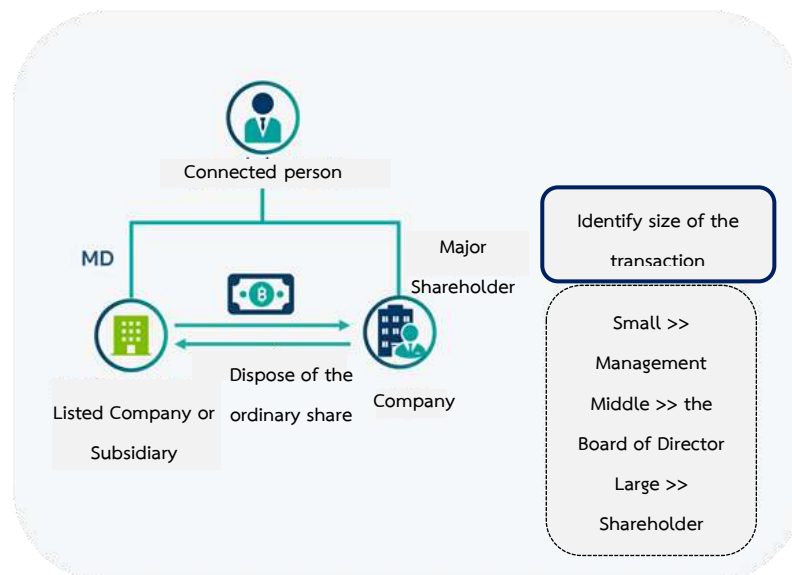 Connected person
MD
Major
Shareholder
฿
Dispose of the
ordinary share
Listed Company or
Subsidiary
Company
Identify size of the
transaction
Small >>
Management
Middle >> the
Board of Director
Large >>
Shareholder